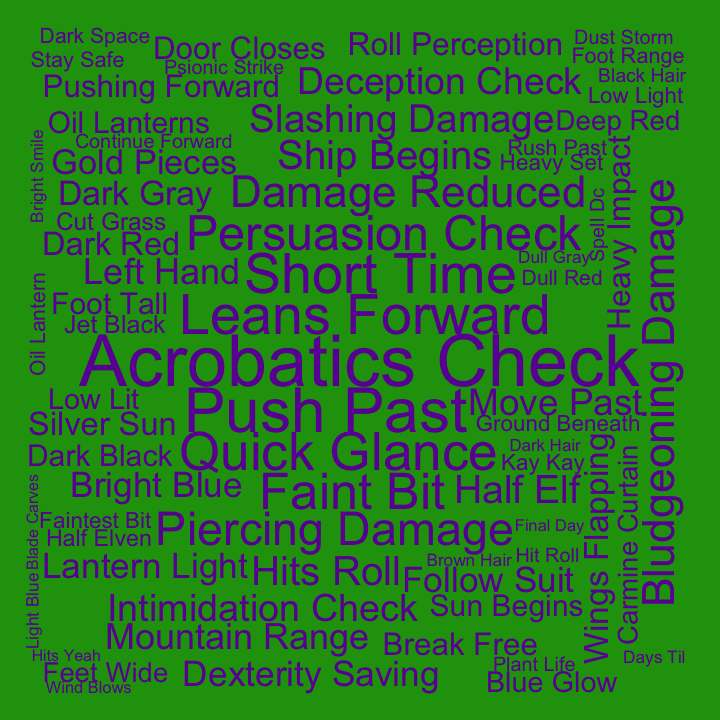 Dark Space
Door Closes
Roll Perception
Dust Storm
Stay Safe
Psionic Strike
Foot Range
Pushing Forward
Deception Check
Black Hair
Low Light
Oil Lanterns
Slashing Damage
Deep Red
Continue Forward
Bright Smile
Gold Pieces
Ship Begins
Rush Past
Heavy Set
Dark Gray
Damage Reduced
Heavy Impact
Cut Grass
Persuasion Check
Spell Dc
Dark Red
Left Hand
Short Time
Dull Gray
Dull Red
Bludgeoning Damage
Oil Lantern
Foot Tall
Leans Forward
Jet Black
Acrobatics Check
Low Lit
Push Past
Move Past
Silver Sun
Ground Beneath
Dark Black
Quick Glance
Dark Hair
Kay Kay
Bright Blue
Faint Bit
Half Elf
Wings Flapping
Carmine Curtain
Blade Carves
Faintest Bit
Piercing Damage
Final Day
Half Elven
Lantern Light
Hits Roll
Brown Hair
Hit Roll
Follow Suit
Light Blue
Intimidation Check
Sun Begins
Mountain Range
Break Free
Hits Yeah
Plant Life
Days Til
Feet Wide
Dexterity Saving
Blue Glow
Wind Blows